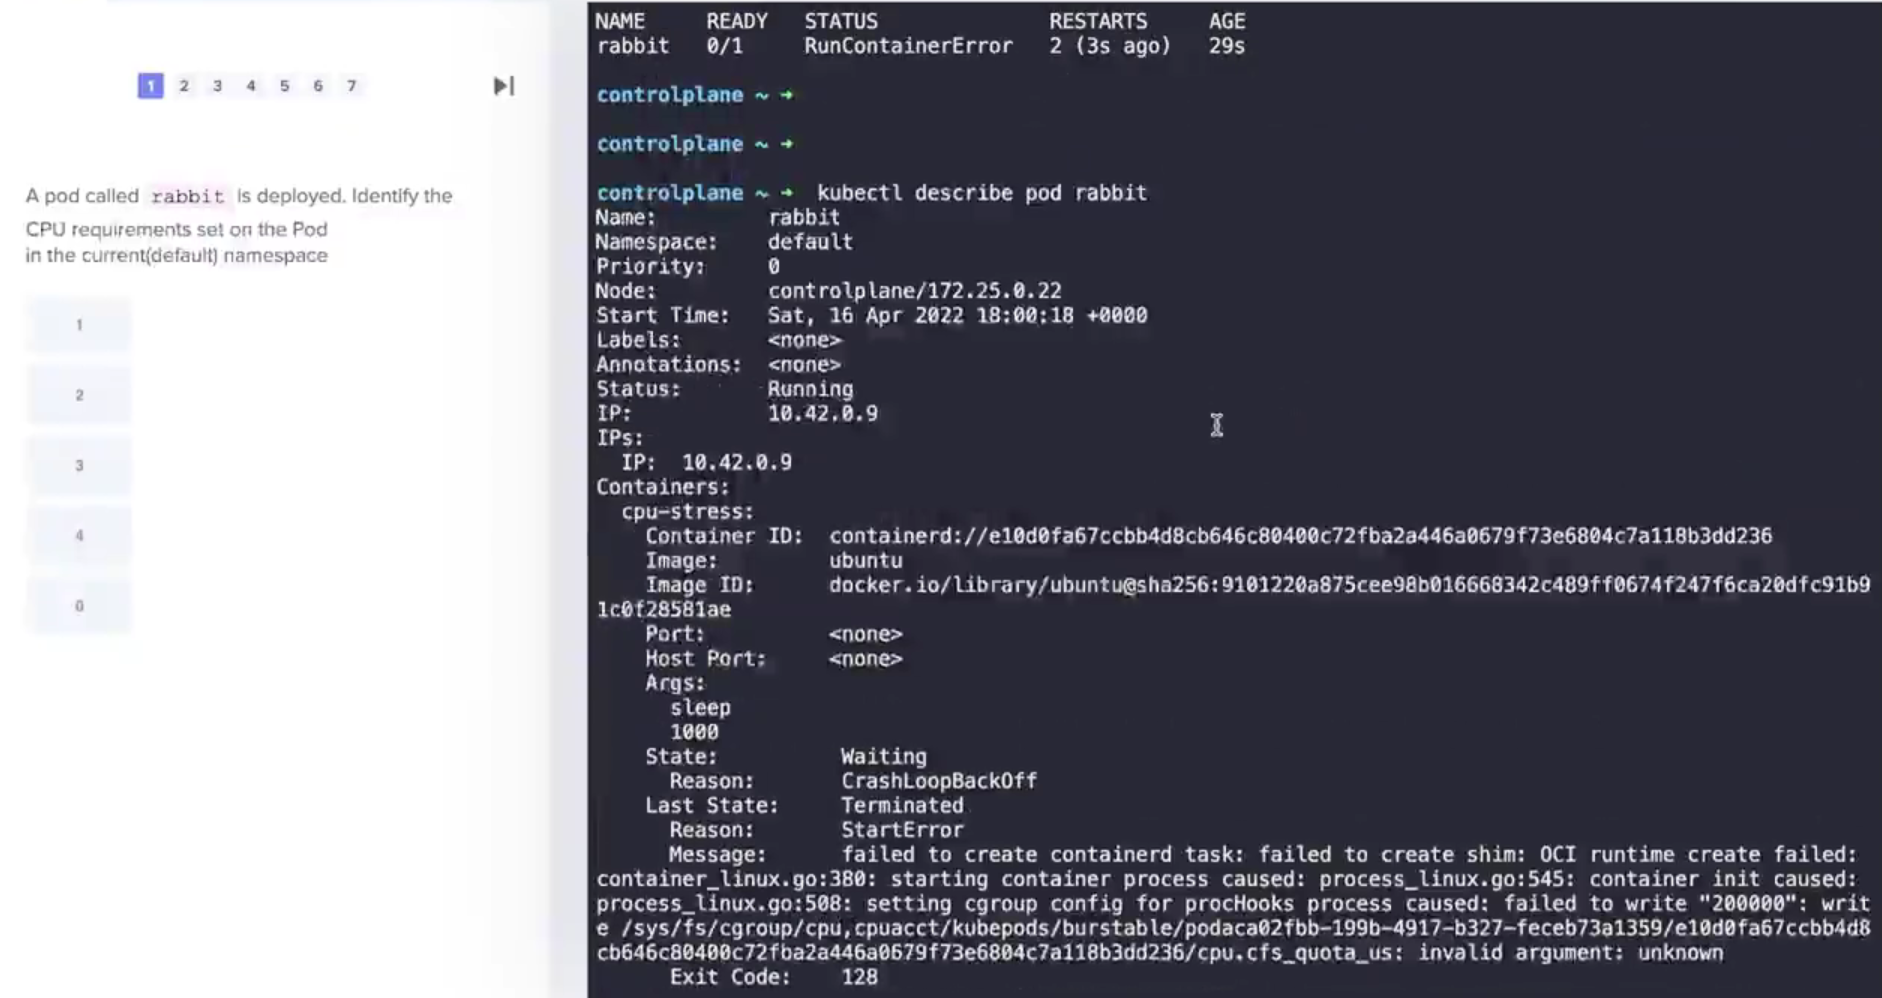 1 2 3 4 5 6 7
A pod called rabbit is deployed. Identify the
CPU requirements set on the Pod
in the current(default) namespace
1
2
3
4
0
NAME READY STATUS RESTARTS AGE
rabbit 0/1 RunContainerError 2 (3s ago) 29s
controlplane ~ ➜
controlplane ~ ➜
controlplane ~ ➜ kubectl describe pod rabbit
Name: rabbit
Namespace: default
Priority: 0
Node: controlplane/172.25.0.22
Start Time: Sat, 16 Apr 2022 18:00:18 +0000
Labels: <none>
Annotations: <none>
Status: Running
IP: 10.42.0.9
IPs:
IP: 10.42.0.9
Containers:
cpu-stress:
Container ID: containerd://e10d0fa67ccbb4d8cb646c80400c72fba2a446a0679f73e6804c7a118b3dd236
Image: ubuntu
Image ID: docker.io/library/ubuntu@sha256:9101220a875cee98b016668342c489ff0674f247f6ca20dfc91b9
1c0f28581ae
Port: <none>
Host Port: <none>
Args:
sleep
1000
State: Waiting
Reason: CrashLoopBackOff
Last State: Terminated
Reason: StartError
Message: failed to create containerd task: failed to create shim: OCI runtime create failed:
container_linux.go:380: starting container process caused: process_linux.go:545: container init caused:
process_linux.go:508: setting cgroup config for procHooks process caused: failed to write "200000": writ
e /sys/fs/cgroup/cpu,cpuacct/kubepods/burstable/podaca02fbb-199b-4917-b327-feceb73a1359/e10d0fa67ccbb4d8
cb646c80400c72fba2a446a0679f73e6804c7a118b3dd236/cpu.cfs_quota_us: invalid argument: unknown
Exit Code: 128